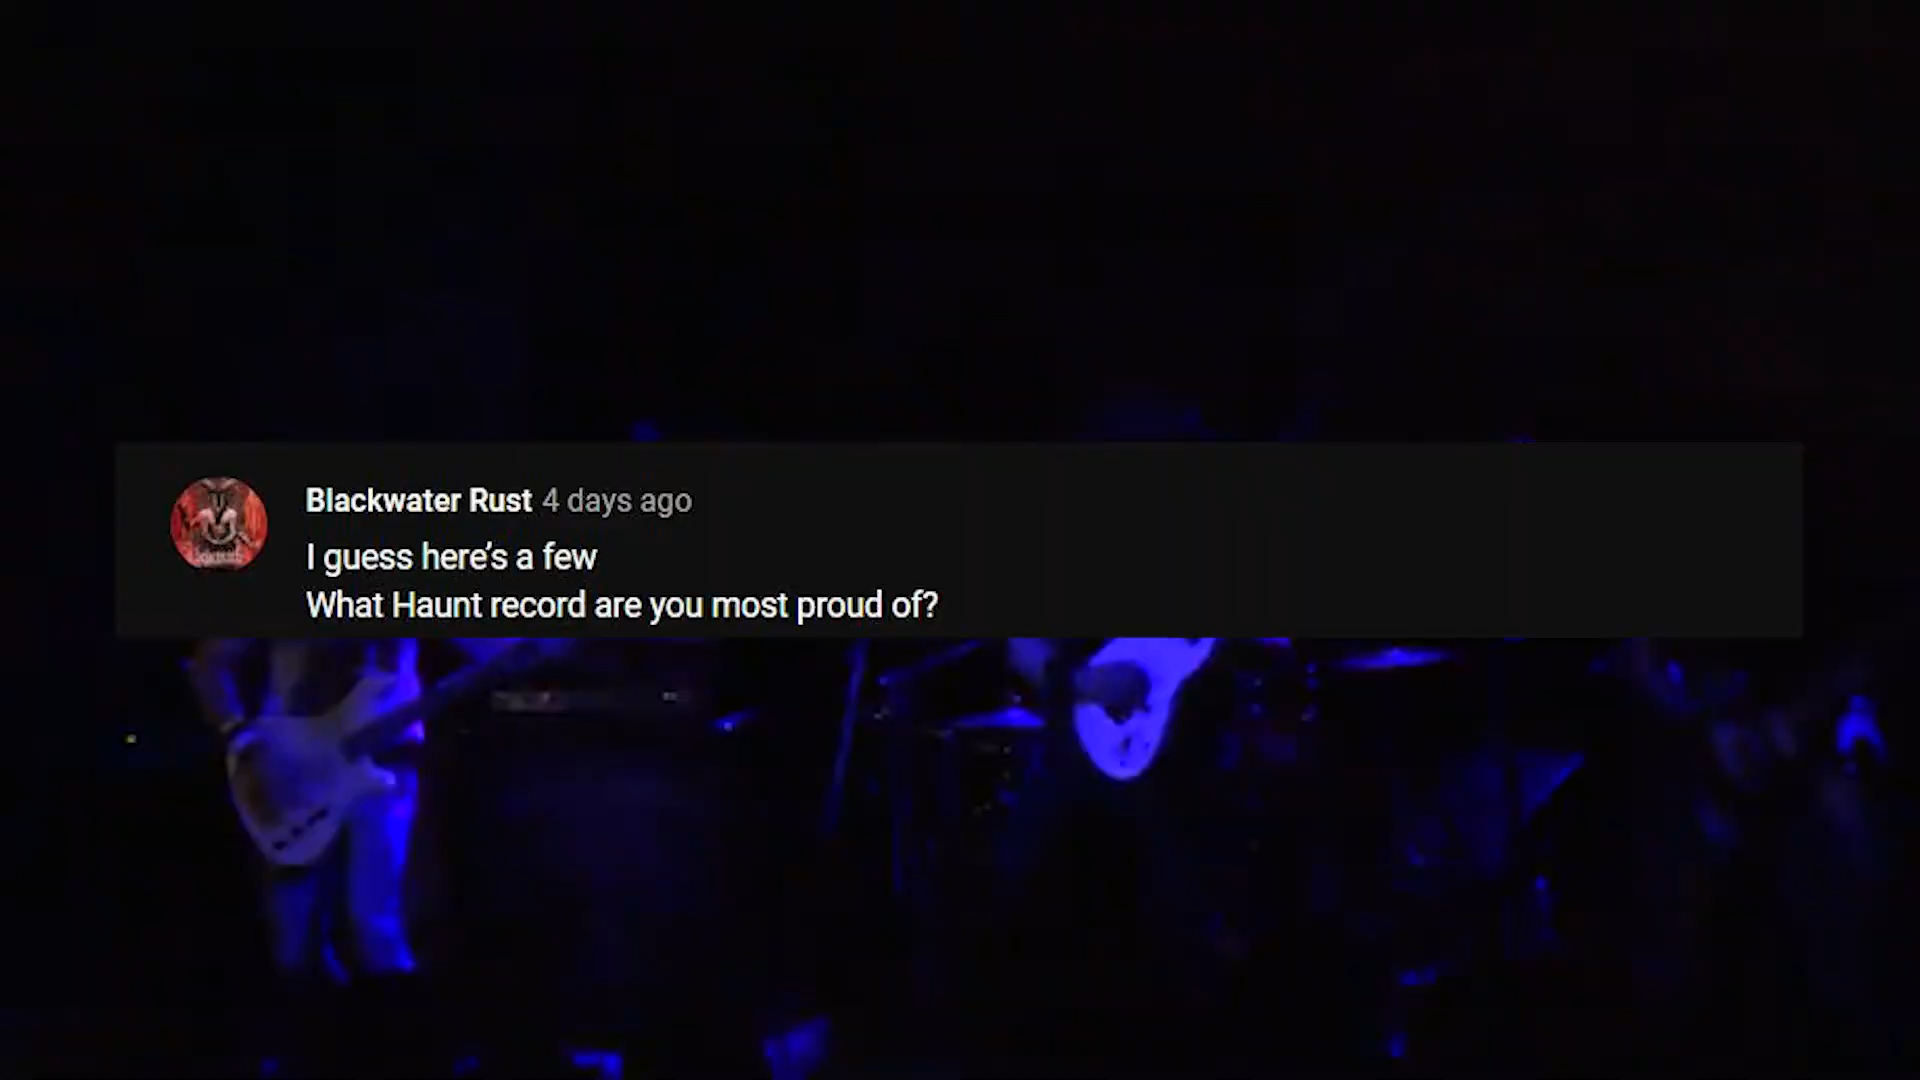 Blackwater Rust 4 days ago
I guess here’s a few
What Haunt record are you most proud of?